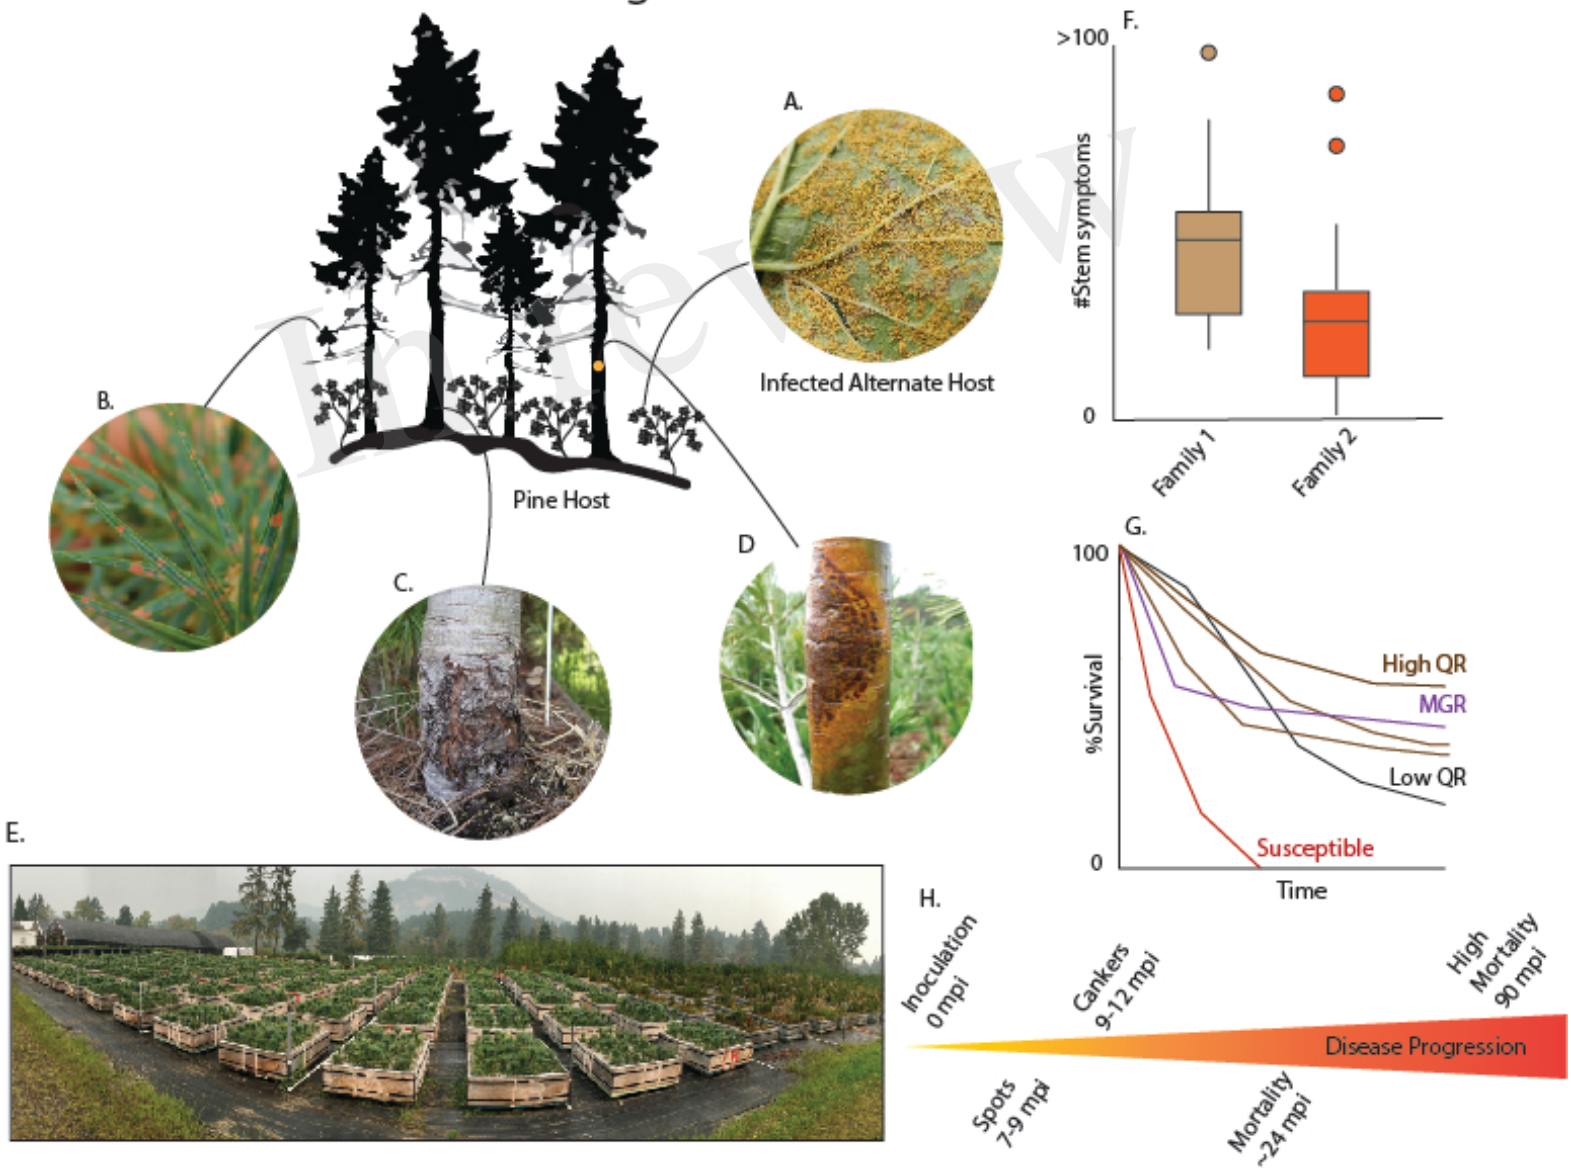 A.
Infected Alternate Host
B.
Pine Host
C.
D
E.
In review
F.
>100
#Stem symptoms
0
Family 1
Family 2
G.
100
%Survival
0
High QR
MGR
Low QR
Susceptible
Time
H.
Inoculation
0 mpi
Cankers
9-12 mpi
High
Mortality
90 mpi
Disease Progression
Spots
7-9 mpi
Mortality
~24 mpi